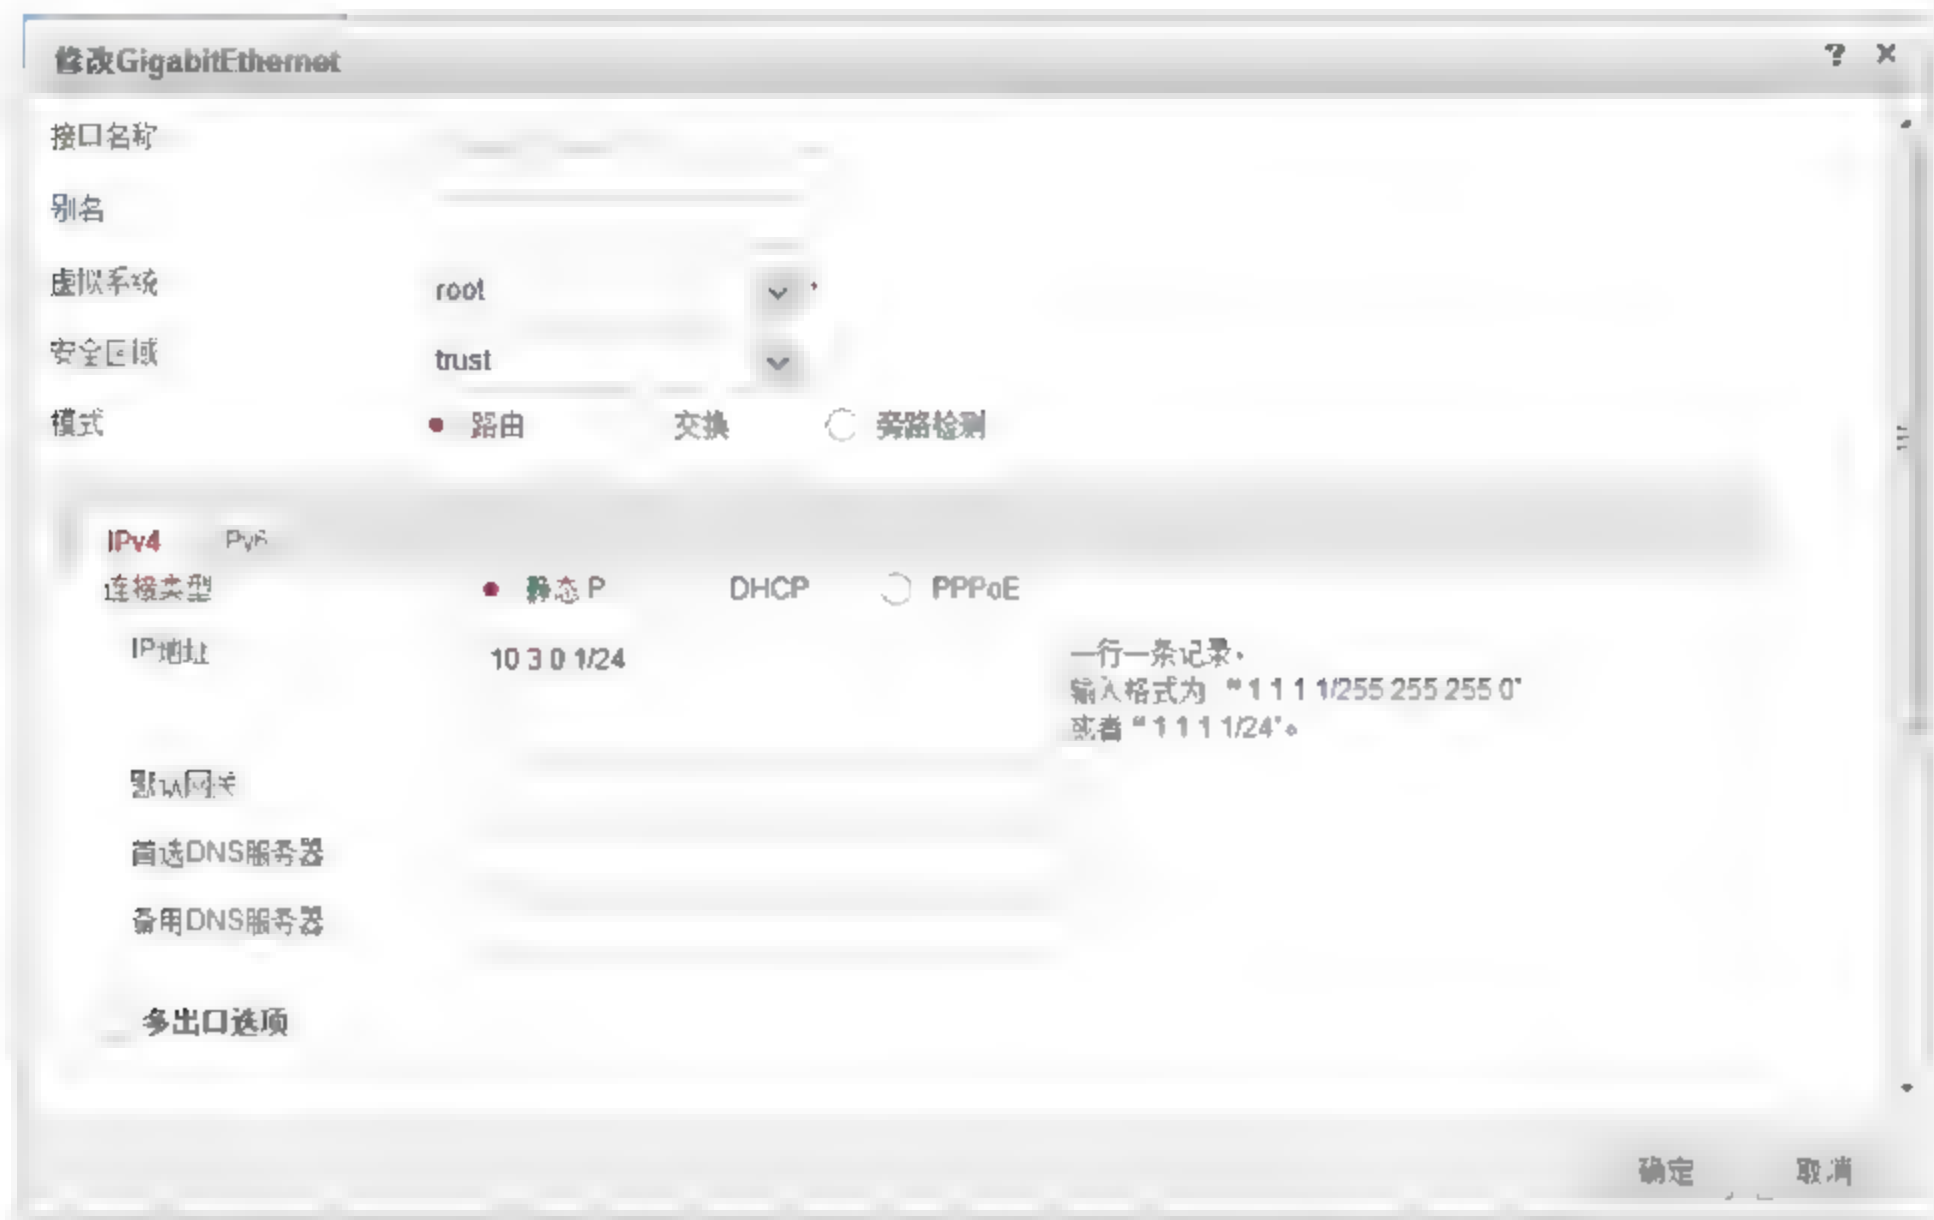 修改GigabitEthernet
接口名称
别名
虚拟系统 root
安全区域 trust
模式 路由 交换 旁路检测
IPv4 IPv6
连接类型 静态IP DHCP PPPoE
IP地址 10.3.0.1/24 一行一条记录,
输入格式为 “1.1.1.1/255.255.255.0”
或者“1.1.1.1/24”。
默认网关
首选DNS服务器
备用DNS服务器
多出口选项
确定 取消